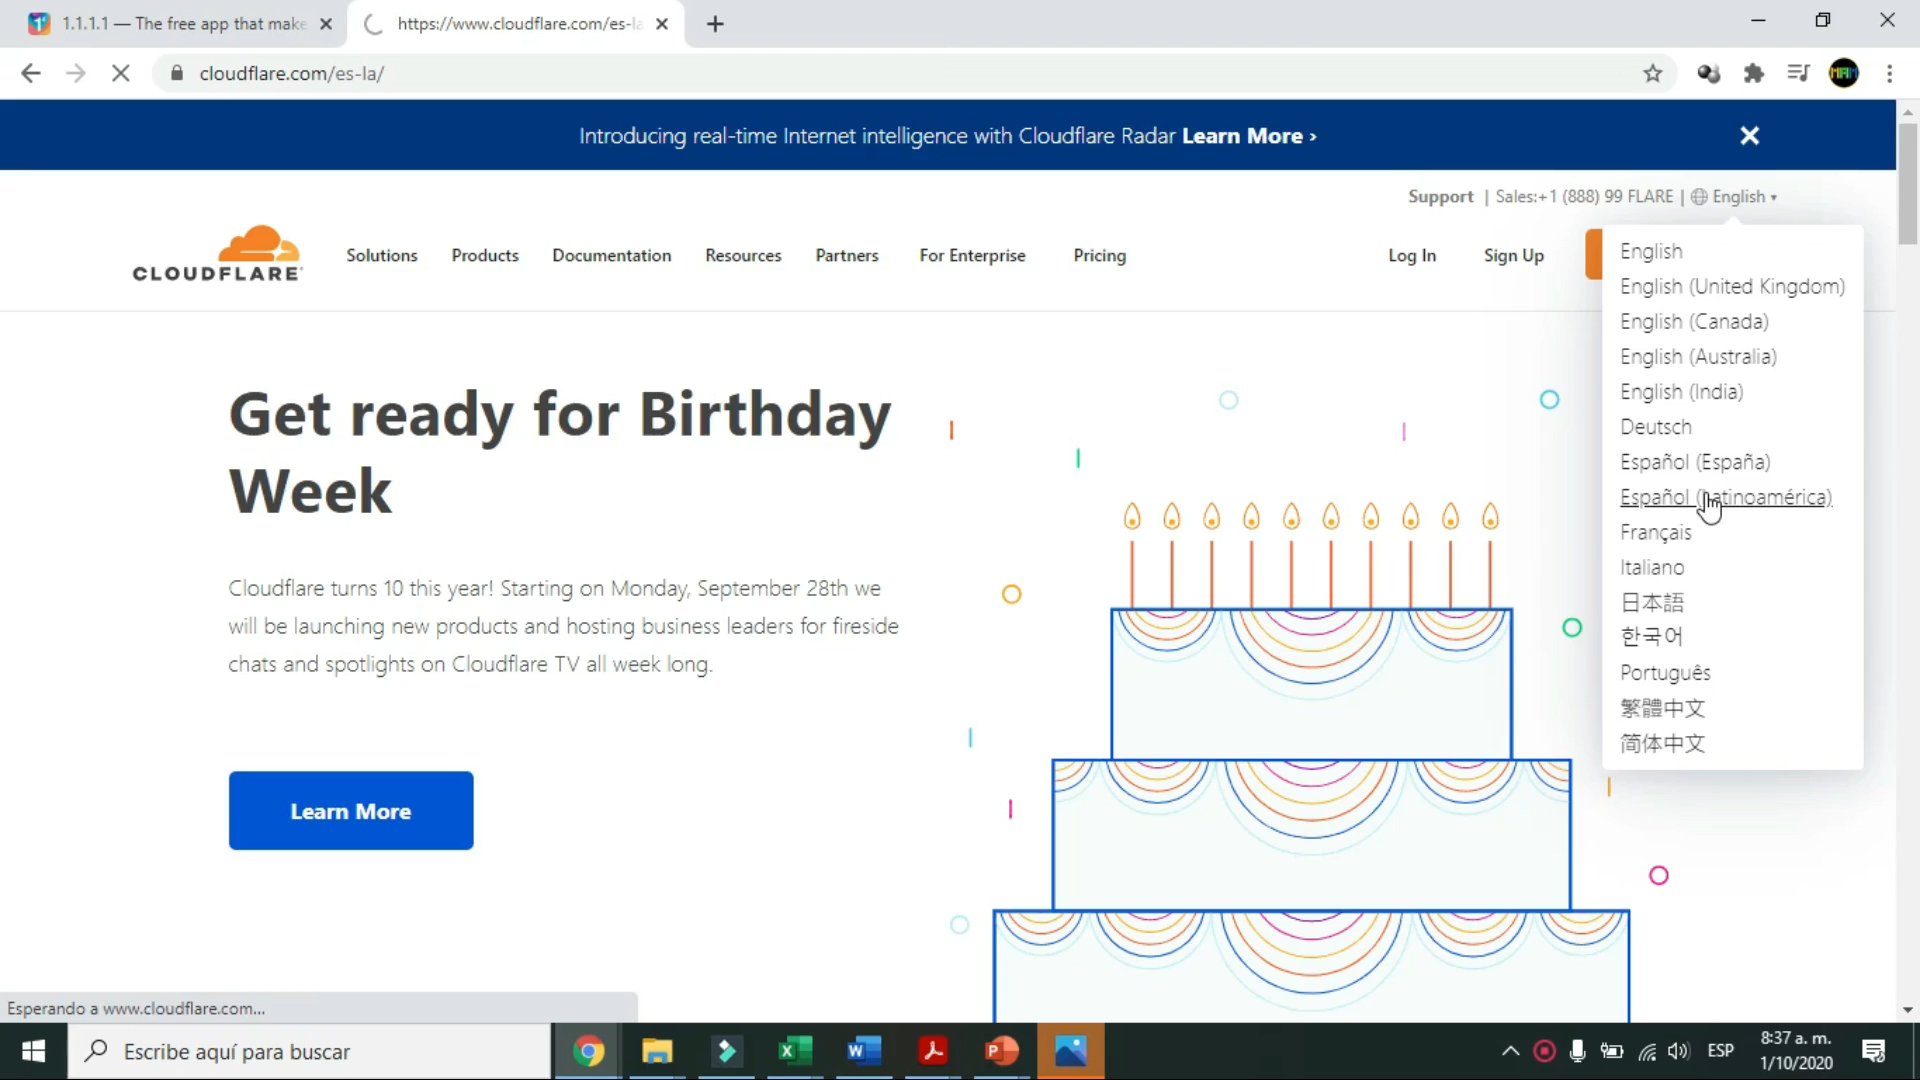 1.1.1.1 — The free app that make
https://www.cloudflare.com/es-la
cloudflare.com/es-la/
Introducing real-time Internet intelligence with Cloudflare Radar Learn More ›
Support | Sales:+1 (888) 99 FLARE | English ▾
CLOUDFLARE
Solutions
Products
Documentation
Resources
Partners
For Enterprise
Pricing
Log In
Sign Up
English
English (United Kingdom)
English (Canada)
English (Australia)
English (India)
Deutsch
Español (España)
Español (Latinoamérica)
Français
Italiano
日本語
한국어
Português
繁體中文
简体中文
Get ready for Birthday
Week
Cloudflare turns 10 this year! Starting on Monday, September 28th we
will be launching new products and hosting business leaders for fireside
chats and spotlights on Cloudflare TV all week long.
Learn More
Esperando a www.cloudflare.com...
Escribe aquí para buscar
ESP
8:37 a. m.
1/10/2020